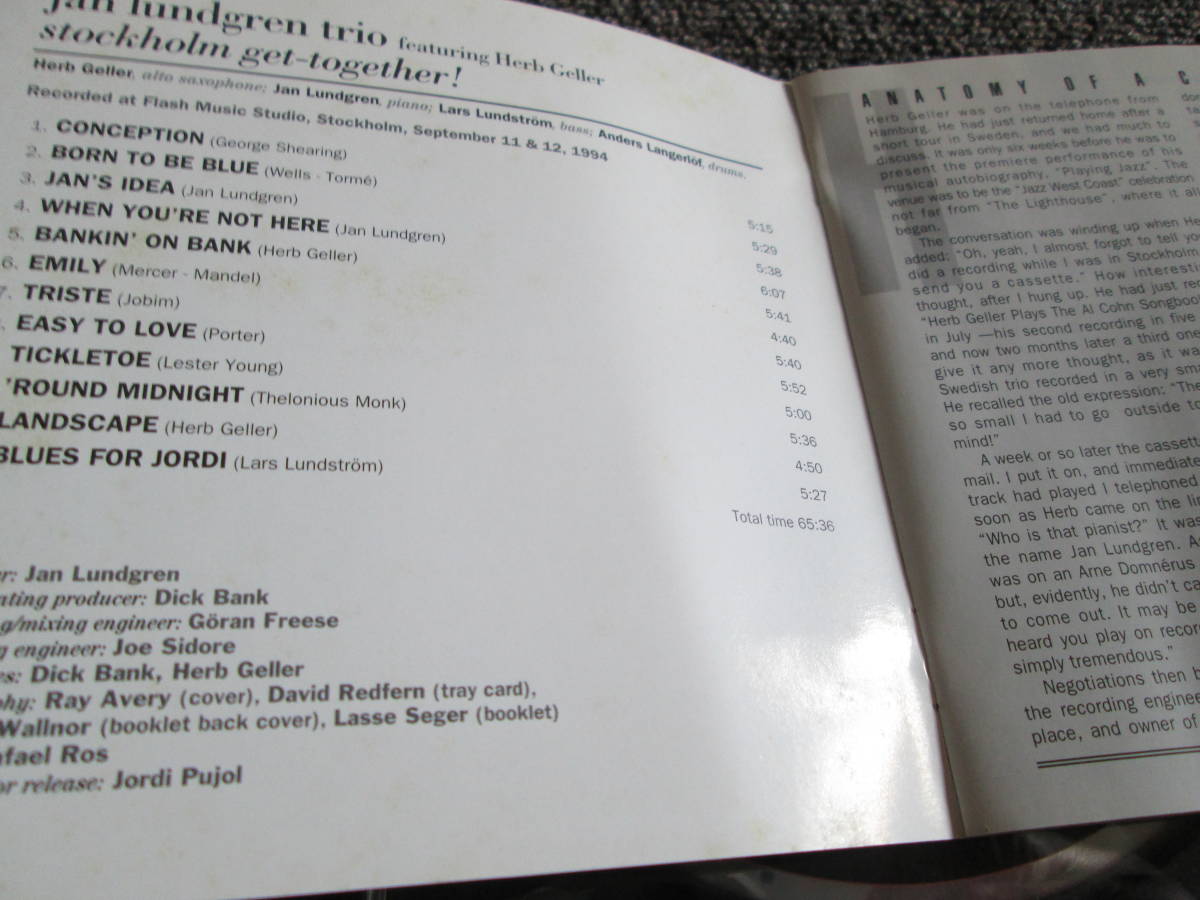 jan lundgren trio featuring Herb Geller
stockholm get-together!
Herb Geller, alto saxophone; Jan Lundgren, piano; Lars Lundström, bass; Anders Langerlöf, drums.
Recorded at Flash Music Studio, Stockholm, September 11 & 12, 1994
1. CONCEPTION (George Shearing) 5:15
2. BORN TO BE BLUE (Wells - Tormé) 5:29
3. JAN'S IDEA (Jan Lundgren) 5:38
4. WHEN YOU'RE NOT HERE (Jan Lundgren) 6:07
5. BANKIN' ON BANK (Herb Geller) 5:41
6. EMILY (Mercer - Mandel) 4:40
7. TRISTE (Jobim) 5:40
EASY TO LOVE (Porter) 5:52
TICKLETOE (Lester Young) 5:00
'ROUND MIDNIGHT (Thelonious Monk) 5:36
LANDSCAPE (Herb Geller) 4:50
BLUES FOR JORDI (Lars Lundström) 5:27
Total time 65:36
r: Jan Lundgren
ating producer: Dick Bank
g/mixing engineer: Göran Freese
g engineer: Joe Sidore
es: Dick Bank, Herb Geller
phy: Ray Avery (cover), David Redfern (tray card),
Wallnor (booklet back cover), Lasse Seger (booklet)
afael Ros
or release: Jordi Pujol
ANATOMY OF A C
Herb Geller was on the telephone from
Hamburg. He had just returned home after a
short tour in Sweden, and we had much to
discuss. It was only six weeks before he was to
present the premiere performance of his
musical autobiography, "Playing Jazz". The
venue was to be the "Jazz West Coast" celebration
not far from "The Lighthouse", where it all
began.
The conversation was winding up when He
added: "Oh, yeah, I almost forgot to tell yo
did a recording while I was in Stockholm
send you a cassette." How interesti
thought, after I hung up. He had just rec
"Herb Geller Plays The Al Cohn Songboo
in July —his second recording in five
and now two months later a third one
give it any more thought, as it wa
Swedish trio recorded in a very sma
He recalled the old expression: "The
so small I had to go outside to
mind!"
A week or so later the cassett
mail. I put it on, and immediate
track had played I telephoned
soon as Herb came on the lin
"Who is that pianist?" It was
the name Jan Lundgren. As
was on an Arne Domnérus
but, evidently, he didn't ca
to come out. It may be
heard you play on recor
simply tremendous."
Negotiations then b
the recording enginee
place, and owner of